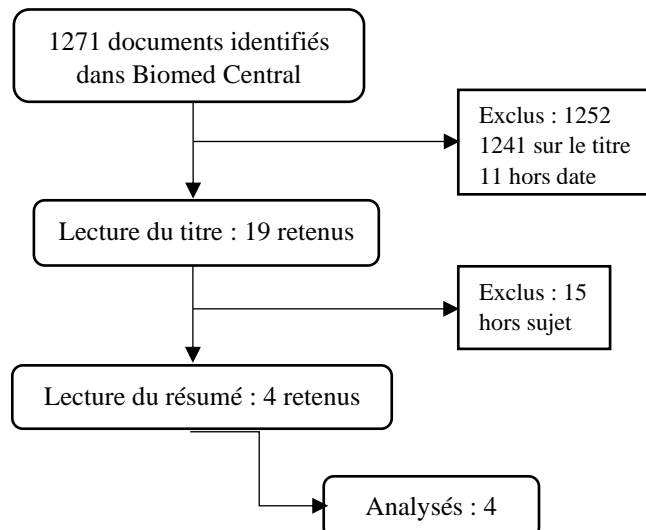 1271 documents identifiés
dans Biomed Central
Exclus : 1252
1241 sur le titre
11 hors date
Lecture du titre : 19 retenus
Exclus : 15
hors sujet
Lecture du résumé : 4 retenus
Analysés : 4